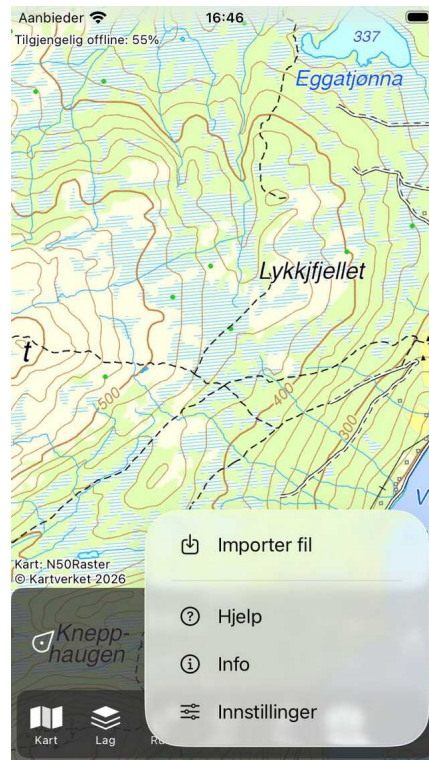 Aanbieder 16:46
Tilgjengelig offline: 55%
337
Eggatjønna
Lykkjfjellet
t
500
400
300
V
Importer fil
Kart: N50Raster
© Kartverket 2026
Hjelp
Knepp-
haugen
Info
Innstillinger
Kart Lag